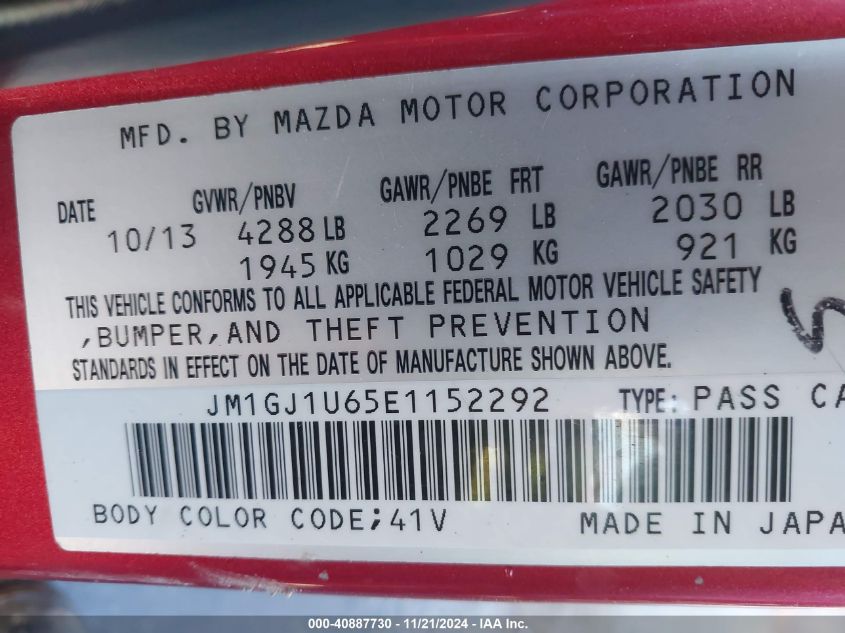 MFD. BY MAZDA MOTOR CORPORATION
DATE GVWR/PNBV GAWR/PNBE FRT GAWR/PNBE RR
10/13 4288 LB 2269 LB 2030 LB
1945 KG 1029 KG 921 KG
THIS VEHICLE CONFORMS TO ALL APPLICABLE FEDERAL MOTOR VEHICLE SAFETY
,BUMPER,AND THEFT PREVENTION
STANDARDS IN EFFECT ON THE DATE OF MANUFACTURE SHOWN ABOVE.
JM1GJ1U65E1152292 TYPE: PASS CA
BODY COLOR CODE;41V MADE IN JAPA
000-40887730 - 11/21/2024 - IAA Inc.